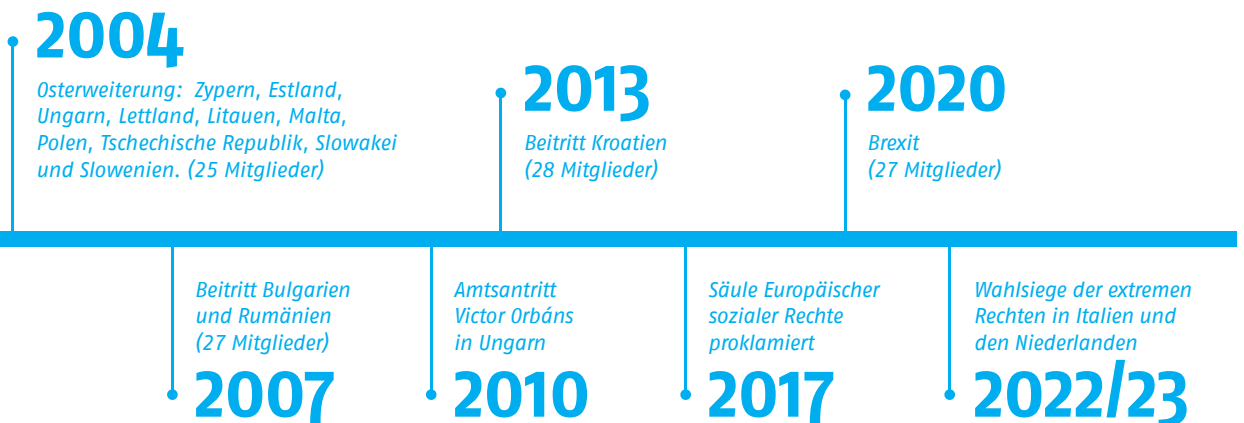 2004
Osterweiterung: Zypern, Estland,
Ungarn, Lettland, Litauen, Malta,
Polen, Tschechische Republik, Slowakei
und Slowenien. (25 Mitglieder)
Beitritt Bulgarien
und Rumänien
(27 Mitglieder)
2007
Amtsantritt
Victor Orbáns
in Ungarn
2010
2013
Beitritt Kroatien
(28 Mitglieder)
Säule Europäischer
sozialer Rechte
proklamiert
2017
2020
Brexit
(27 Mitglieder)
Wahlsiege der extremen
Rechten in Italien und
den Niederlanden
2022/23